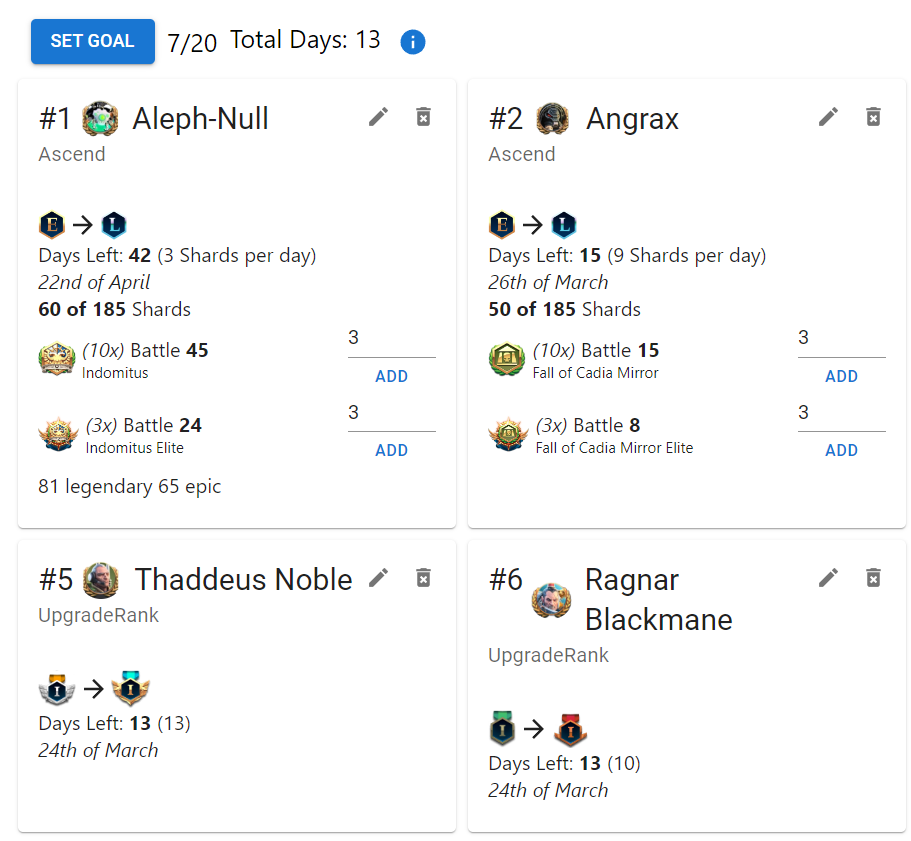 SET GOAL 7/20 Total Days: 13
#1 Aleph-Null
Ascend
E → L
Days Left: 42 (3 Shards per day)
22nd of April
60 of 185 Shards
(10x) Battle 45
Indomitus
3
ADD
(3x) Battle 24
Indomitus Elite
3
ADD
81 legendary 65 epic
#2 Angrax
Ascend
E → L
Days Left: 15 (9 Shards per day)
26th of March
50 of 185 Shards
(10x) Battle 15
Fall of Cadia Mirror
3
ADD
(3x) Battle 8
Fall of Cadia Mirror Elite
3
ADD
#5 Thaddeus Noble
UpgradeRank
I → I
Days Left: 13 (13)
24th of March
#6 Ragnar
Blackmane
UpgradeRank
I → I
Days Left: 13 (10)
24th of March